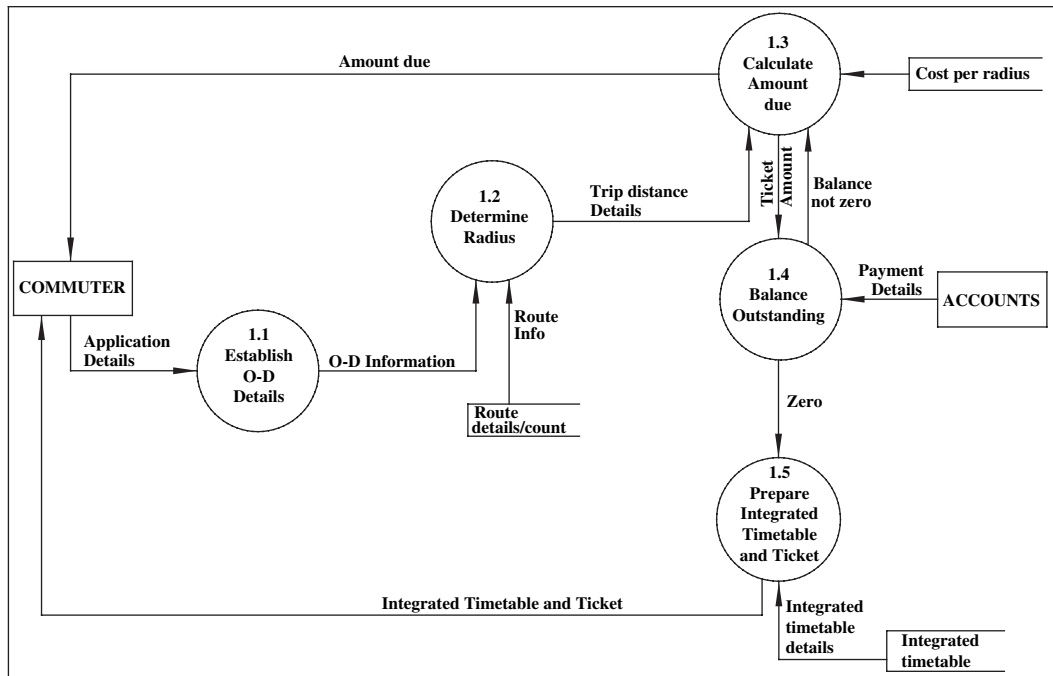 1.3
Calculate
Amount
due
Amount due
Cost per radius
Ticket
Amount
Balance
not zero
1.2
Determine
Radius
Trip distance
Details
1.4
Balance
Outstanding
Payment
Details
ACCOUNTS
COMMUTER
Application
Details
1.1
Establish
O-D
Details
O-D Information
Route
Info
Route
details/count
Zero
1.5
Prepare
Integrated
Timetable
and Ticket
Integrated Timetable and Ticket
Integrated
timetable
details
Integrated
timetable